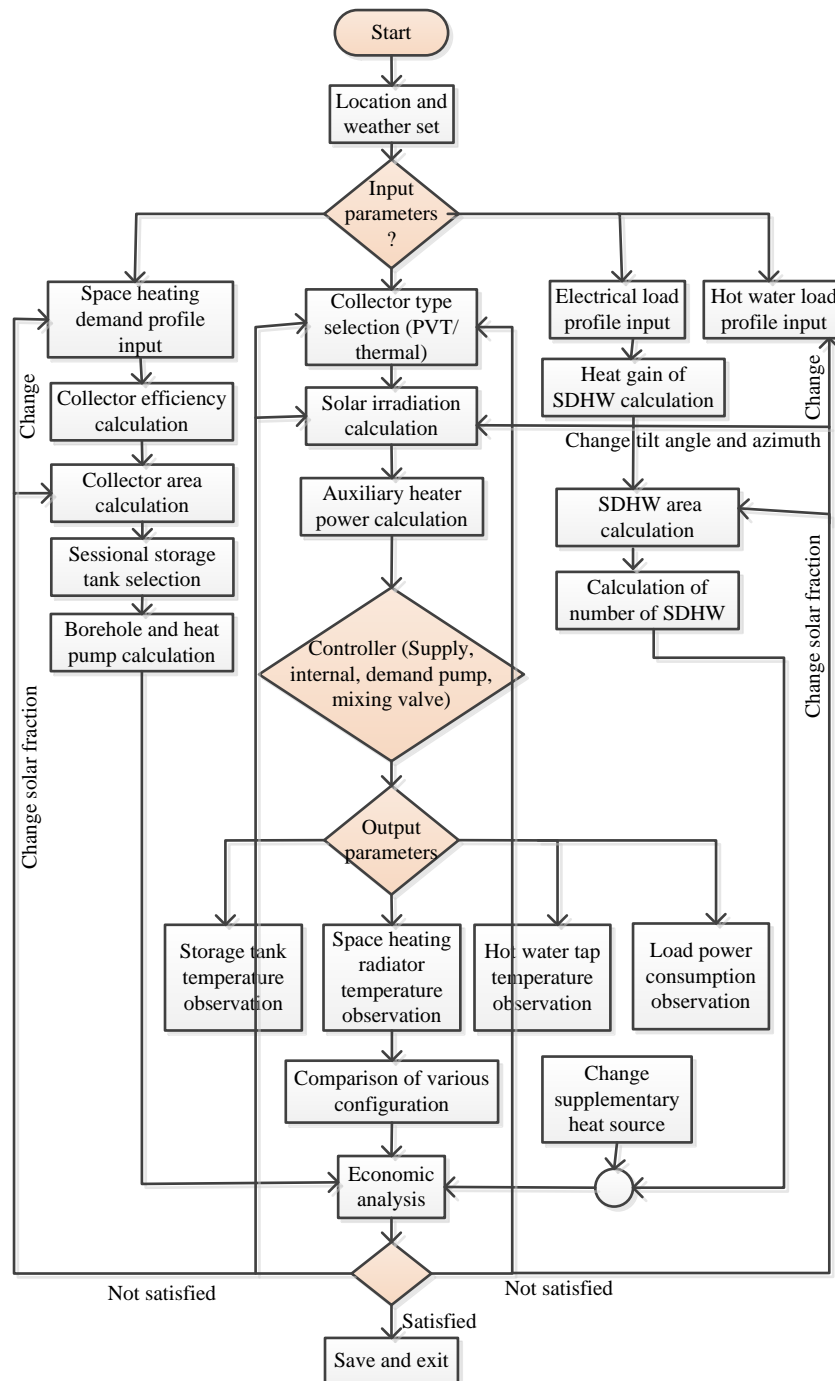 Start
Location and
weather set
Input
parameters
?
Space heating
demand profile
input
Collector type
selection (PVT/
thermal)
Electrical load
profile input
Hot water load
profile input
Change
Collector efficiency
calculation
Solar irradiation
calculation
Heat gain of
SDHW calculation
Change
Change tilt angle and azimuth
Collector area
calculation
Auxiliary heater
power calculation
SDHW area
calculation
Sessional storage
tank selection
Calculation of
number of SDHW
Borehole and heat
pump calculation
Controller (Supply,
internal, demand pump,
mixing valve)
Change solar fraction
Change solar fraction
Output
parameters
Storage tank
temperature
observation
Space heating
radiator
temperature
observation
Hot water tap
temperature
observation
Load power
consumption
observation
Comparison of various
configuration
Change
supplementary
heat source
Economic
analysis
Not satisfied
Not satisfied
Satisfied
Save and exit